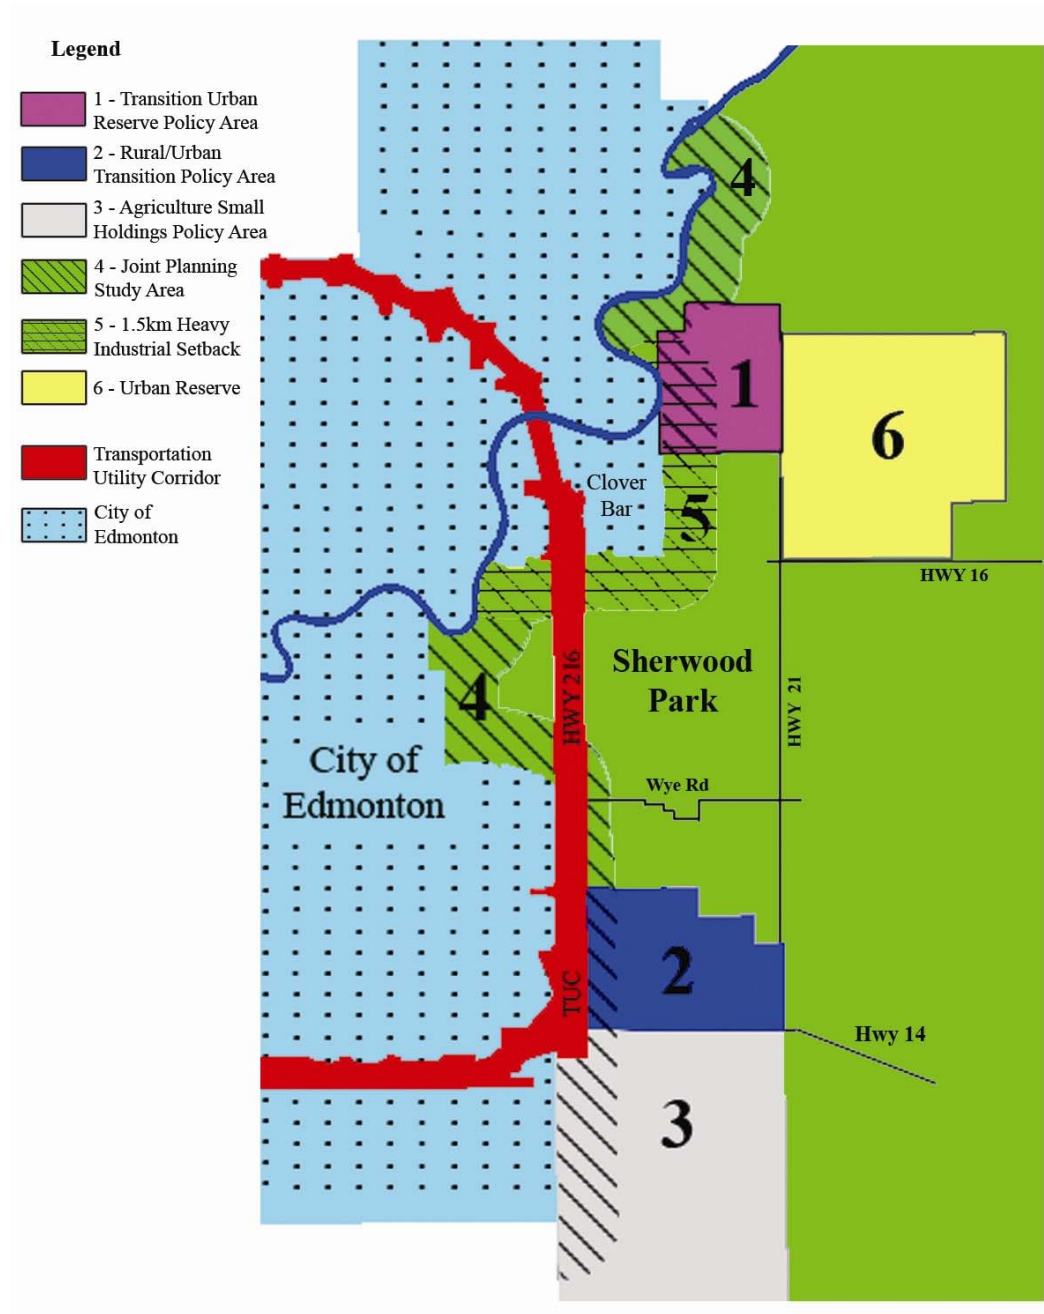 Legend
1 - Transition Urban
Reserve Policy Area
2 - Rural/Urban
Transition Policy Area
3 - Agriculture Small
Holdings Policy Area
4 - Joint Planning
Study Area
5 - 1.5km Heavy
Industrial Setback
6 - Urban Reserve
Transportation
Utility Corridor
City of
Edmonton
4
1
6
Clover
Bar
5
HWY 16
Sherwood
Park
HWY 216
HWY 21
4
City of
Edmonton
Wye Rd
2
TUC
Hwy 14
3